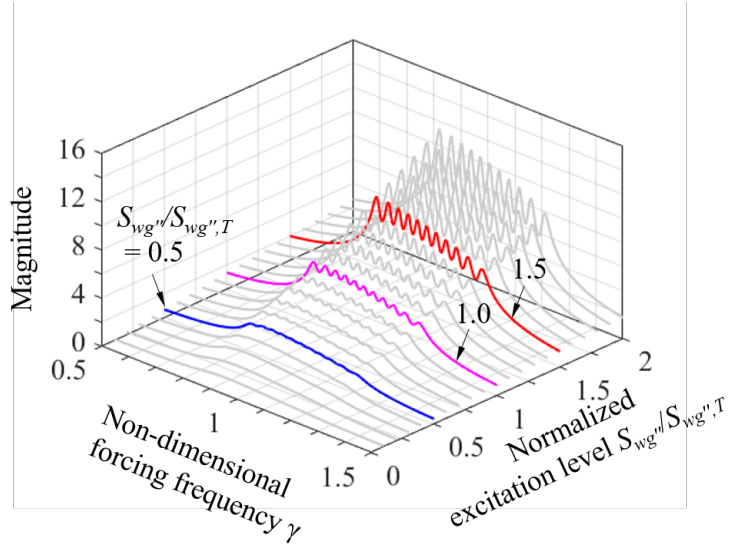 16
12
8
4
0
Magnitude
S_wg''/S_wg'',T
= 0.5
1.5
1.0
0.5
1
1.5
Non-dimensional
forcing frequency γ
0
0.5
1
1.5
2
Normalized
excitation level S_wg''/S_wg'',T